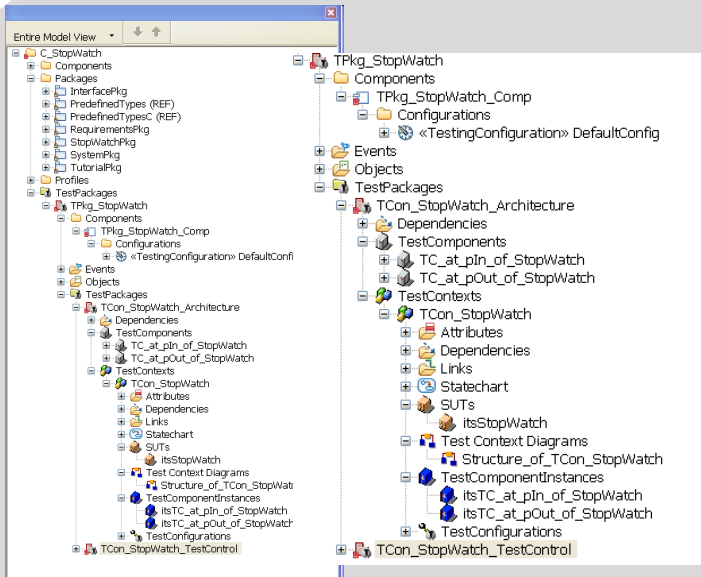 Entire Model View
C_StopWatch
Components
Packages
InterfacePkg
PredefinedTypes (REF)
PredefinedTypesC (REF)
RequirementsPkg
StopWatchPkg
SystemPkg
TutorialPkg
Profiles
TestPackages
TPkg_StopWatch
Components
TPkg_StopWatch_Comp
Configurations
«TestingConfiguration» DefaultConfi
Events
Objects
TestPackages
TCon_StopWatch_Architecture
Dependencies
TestComponents
TC_at_pIn_of_StopWatch
TC_at_pOut_of_StopWatch
TestContexts
TCon_StopWatch
Attributes
Dependencies
Links
Statechart
SUTs
itsStopWatch
Test Context Diagrams
Structure_of_TCon_StopWat
TestComponentInstances
itsTC_at_pIn_of_StopWatch
itsTC_at_pOut_of_StopWatch
TestConfigurations
TCon_StopWatch_TestControl
TPkg_StopWatch
Components
TPkg_StopWatch_Comp
Configurations
«TestingConfiguration» DefaultConfig
Events
Objects
TestPackages
TCon_StopWatch_Architecture
Dependencies
TestComponents
TC_at_pIn_of_StopWatch
TC_at_pOut_of_StopWatch
TestContexts
TCon_StopWatch
Attributes
Dependencies
Links
Statechart
SUTs
itsStopWatch
Test Context Diagrams
Structure_of_TCon_StopWatch
TestComponentInstances
itsTC_at_pIn_of_StopWatch
itsTC_at_pOut_of_StopWatch
TestConfigurations
TCon_StopWatch_TestControl